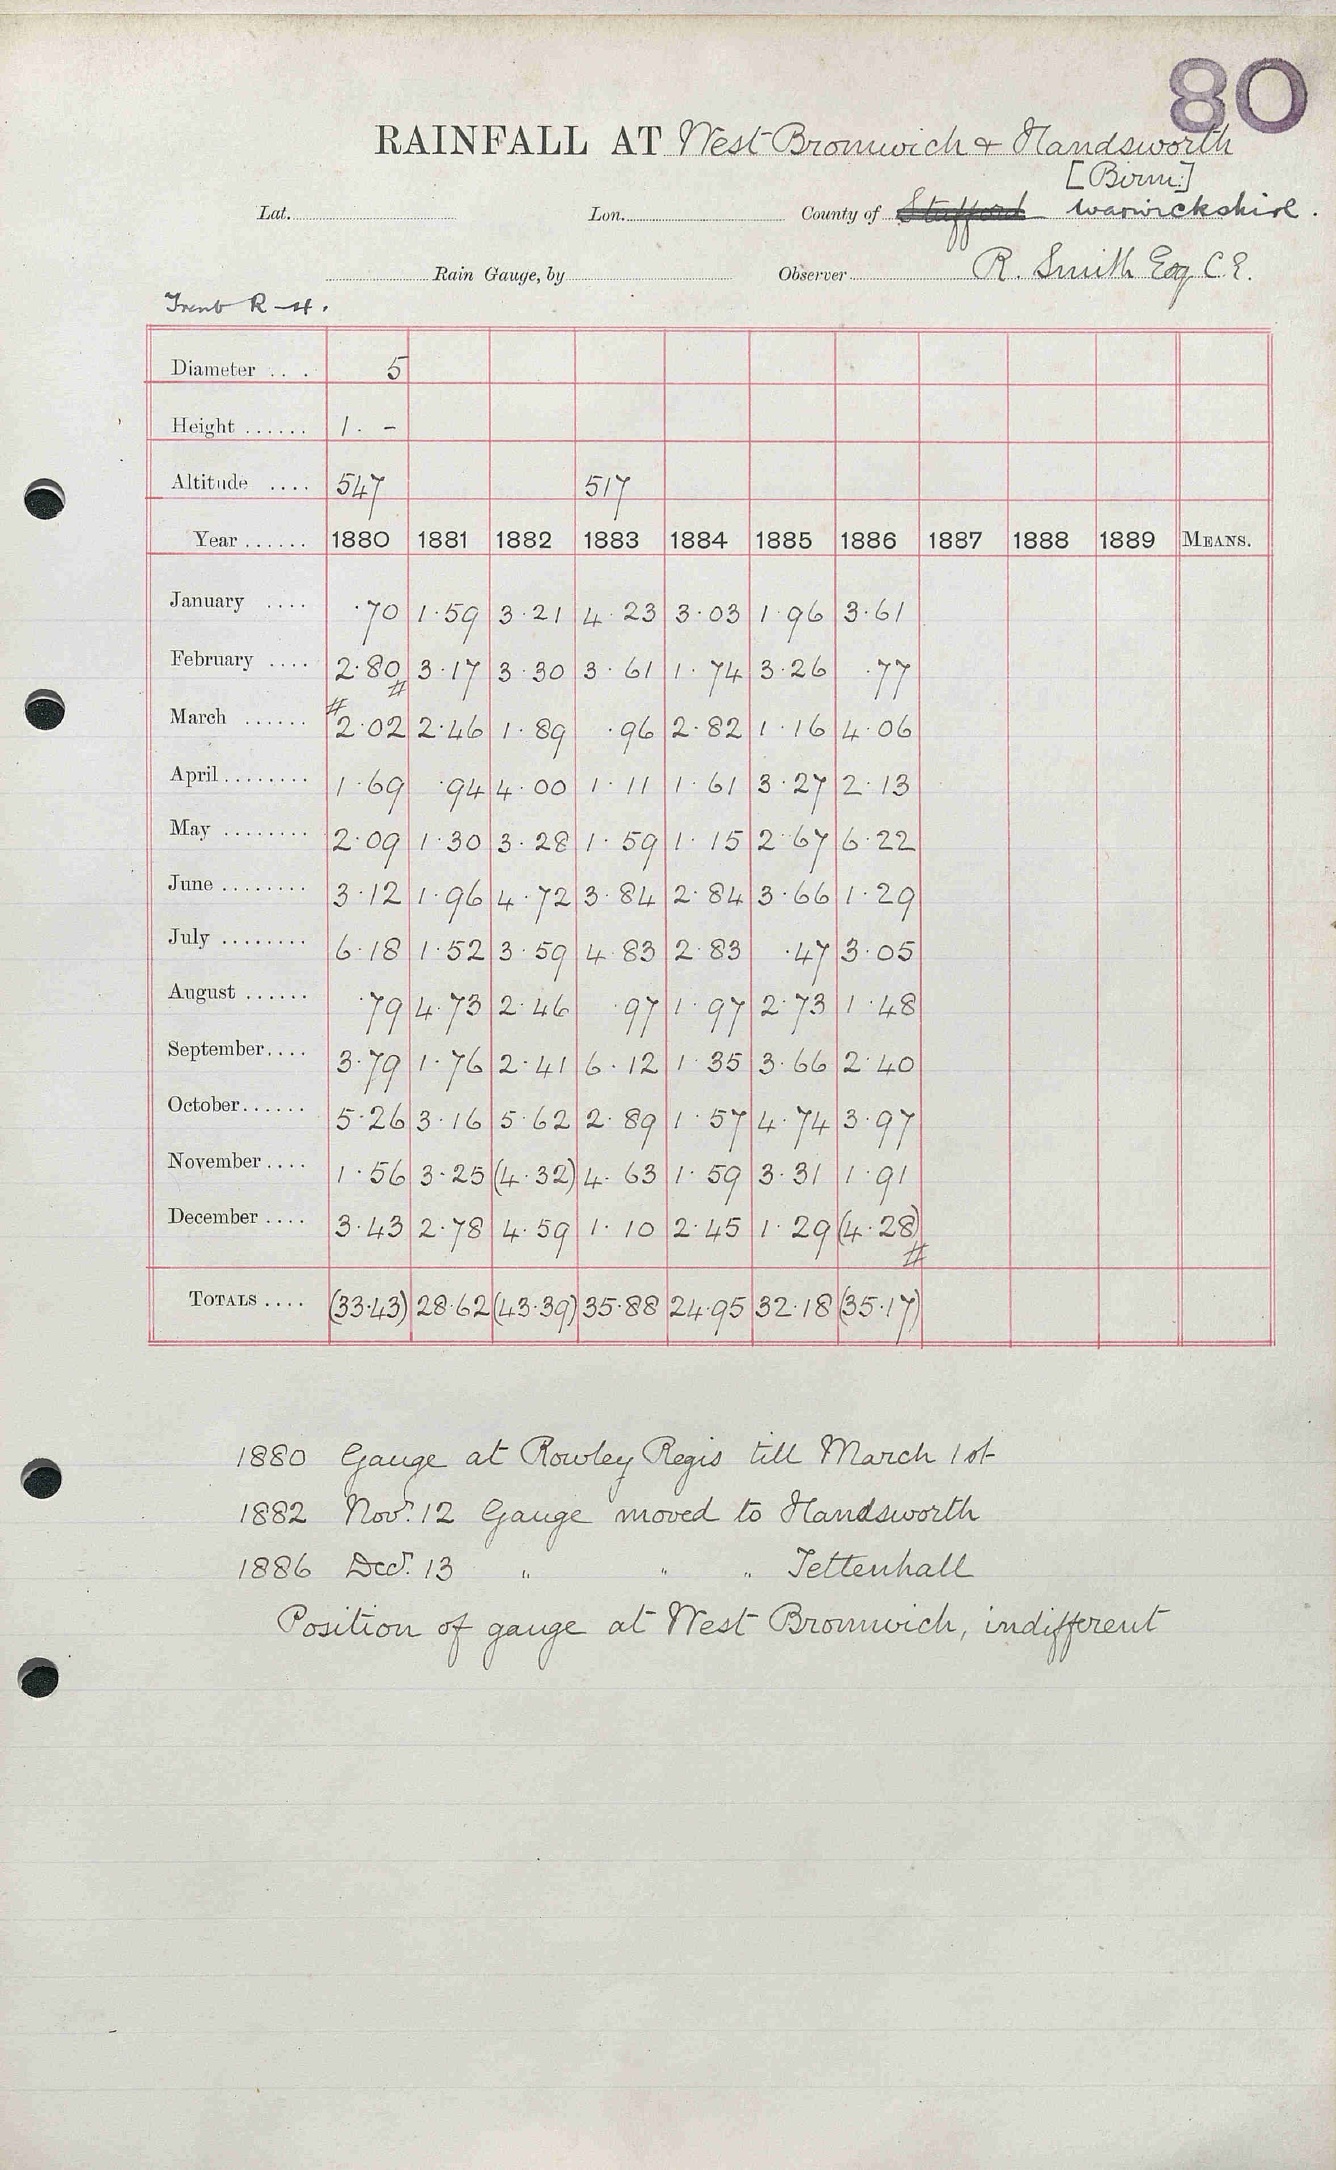 80
RAINFALL AT West Bromwich & Handsworth
[Birm:]
Lat. Lon. County of Stafford Warwickshire.
Rain Gauge, by Observer R. Smith Esq C.E.
Trent R
Diameter ... 5
Height ...... 1. -
Altitude .... 547 517
Year ...... 1880 1881 1882 1883 1884 1885 1886 1887 1888 1889 MEANS.
January .... ·70 1·59 3·21 4·23 3·03 1·96 3·61
February .... 2·80 3·17 3·30 3·61 1·74 3·26 ·77
#
#
March ...... 2·02 2·46 1·89 ·96 2·82 1·16 4·06
April ........ 1·69 ·94 4·00 1·11 1·61 3·27 2·13
May ........ 2·09 1·30 3·28 1·59 1·15 2·67 6·22
June ........ 3·12 1·96 4·72 3·84 2·84 3·66 1·29
July ........ 6·18 1·52 3·59 4·83 2·83 ·47 3·05
August ...... ·79 4·73 2·46 ·97 1·97 2·73 1·48
September.... 3·79 1·76 2·41 6·12 1·35 3·66 2·40
October...... 5·26 3·16 5·62 2·89 1·57 4·74 3·97
November .... 1·56 3·25 (4·32) 4·63 1·59 3·31 1·91
December .... 3·43 2·78 4·59 1·10 2·45 1·29 (4·28)
#
TOTALS .... (33·43) 28·62 (43·39) 35·88 24·95 32·18 (35·17)
1880 Gauge at Rowley Regis till March 1st
1882 Novr. 12 Gauge moved to Handsworth
1886 Decr. 13 " " " Tettenhall
Position of gauge at West Bromwich, indifferent